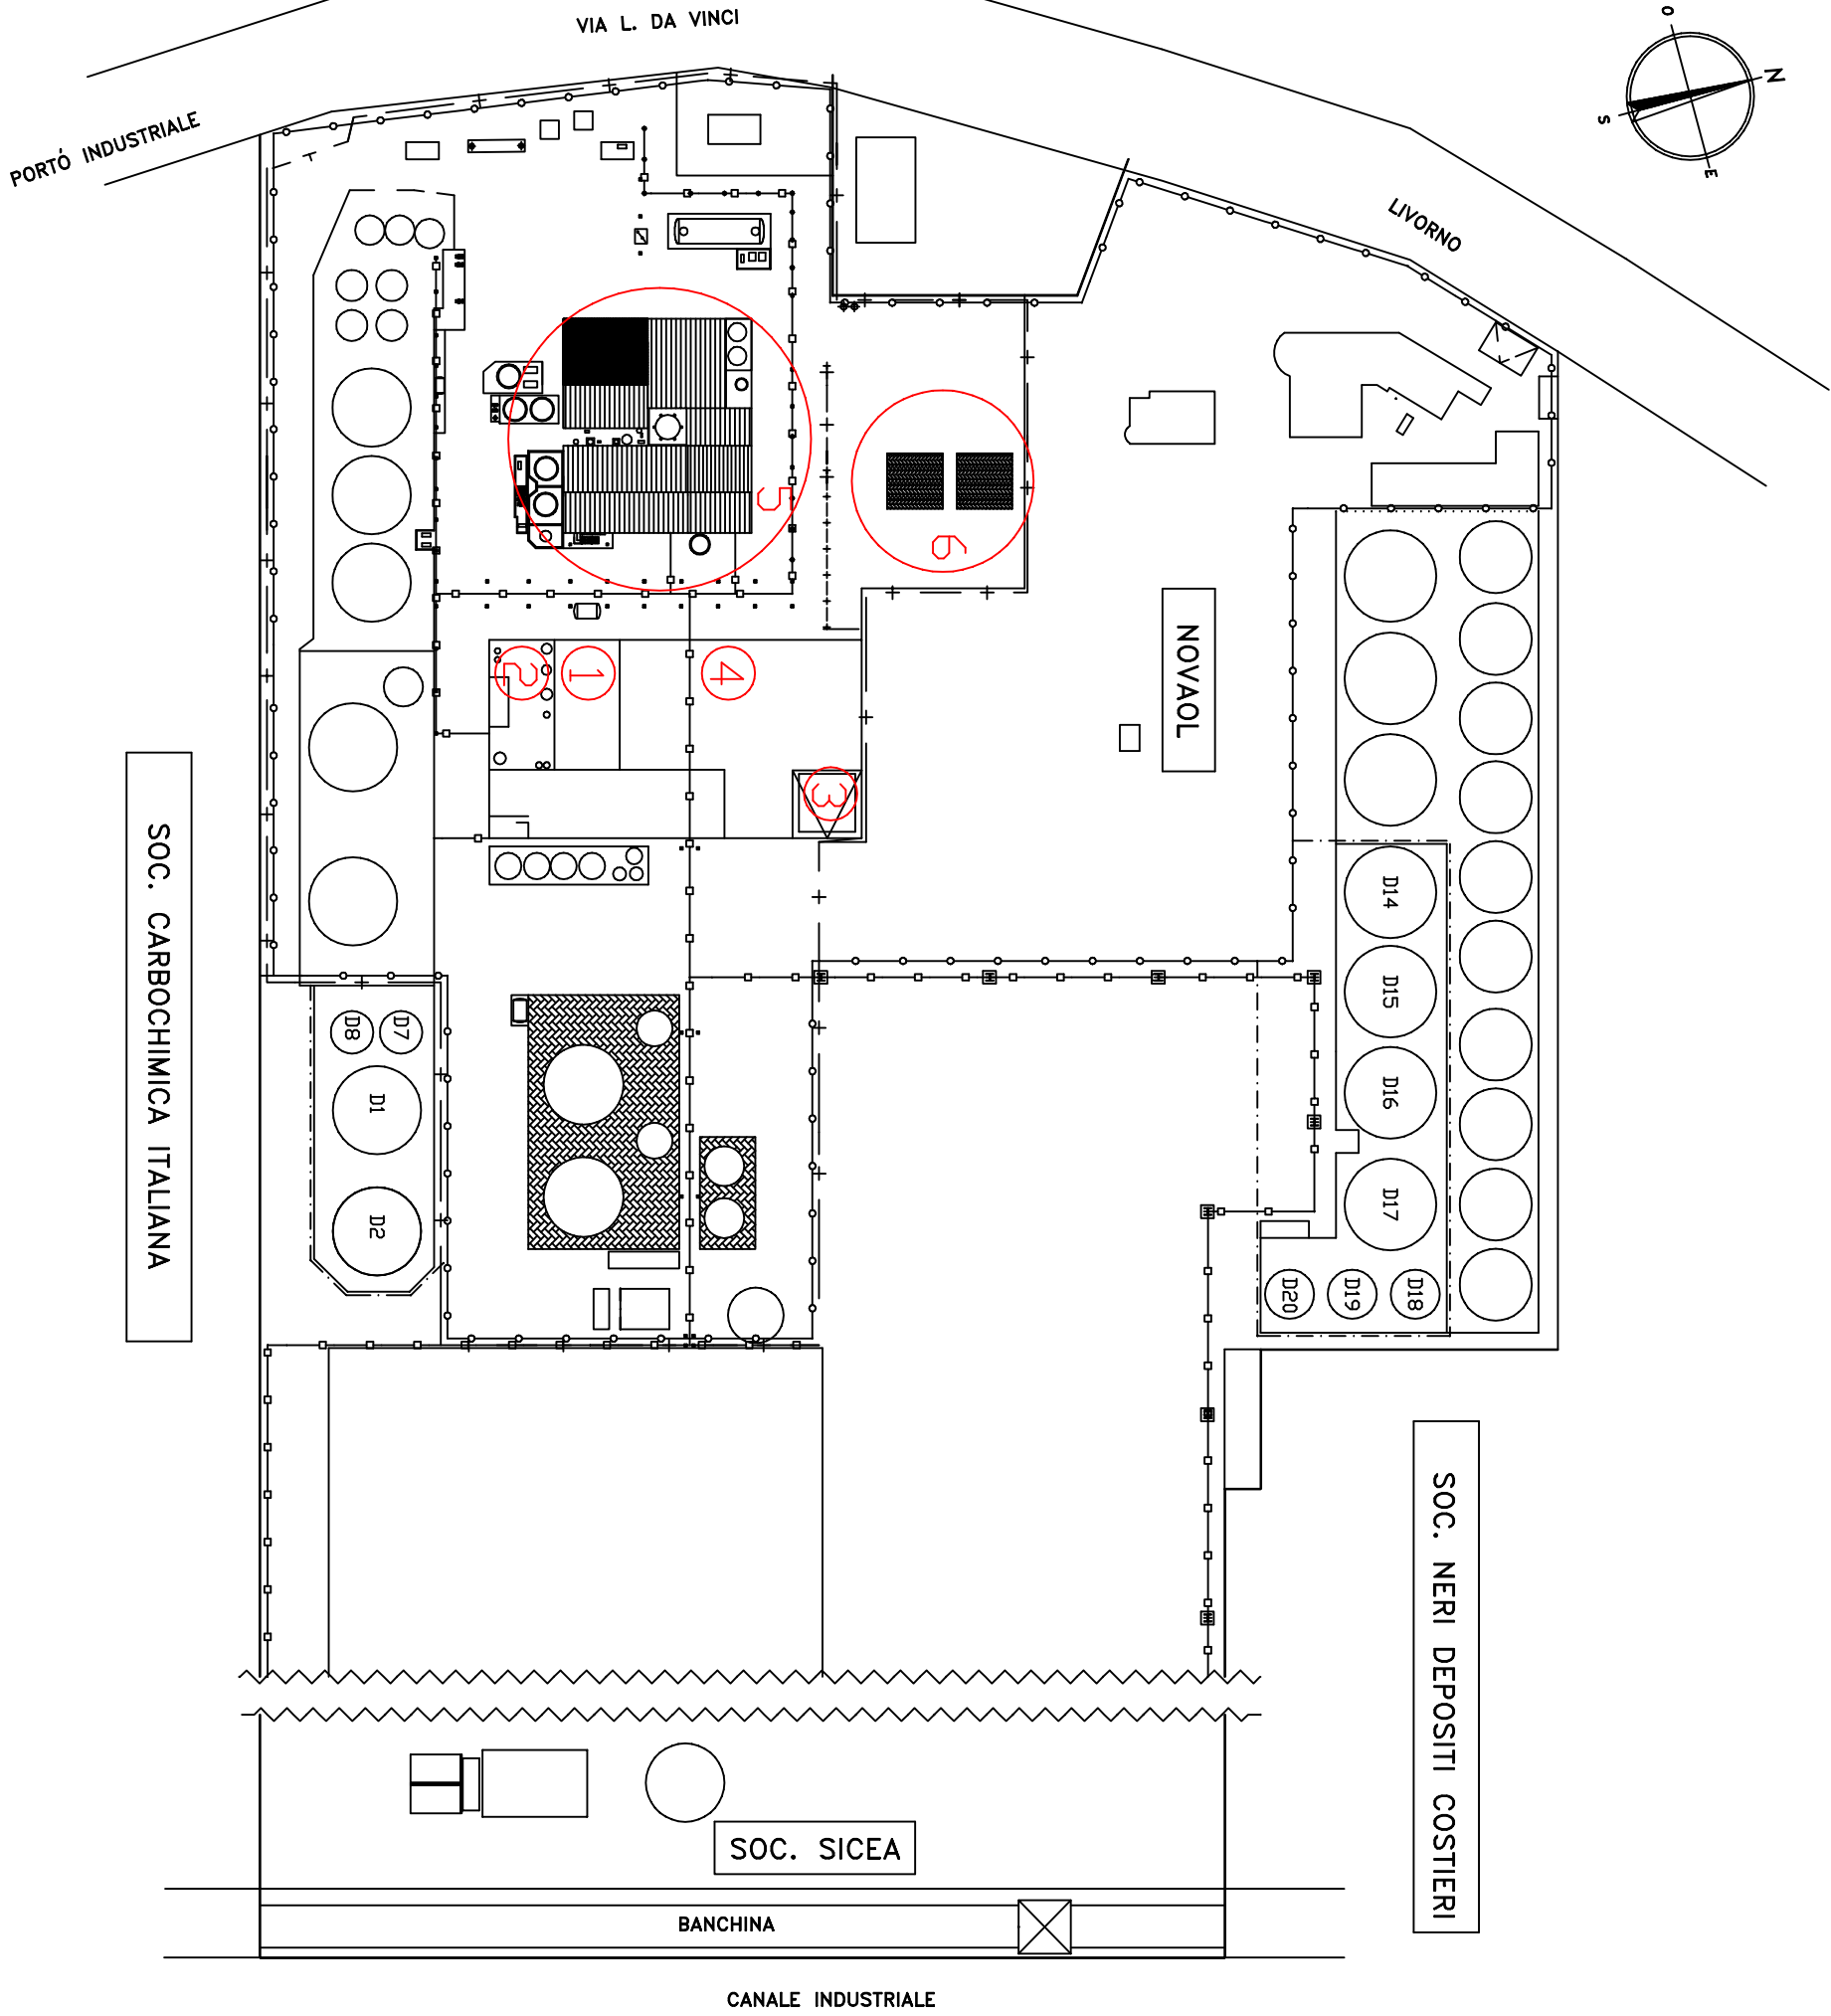 VIA L. DA VINCI
O
N
S
E
PORTÓ INDUSTRIALE
LIVORNO
5
6
NOVAOL
2
1
4
3
SOC. CARBOCHIMICA ITALIANA
D14
D15
D8
D7
D16
D1
D17
D2
D20
D19
D18
SOC. NERI DEPOSITI COSTIERI
SOC. SICEA
BANCHINA
CANALE INDUSTRIALE